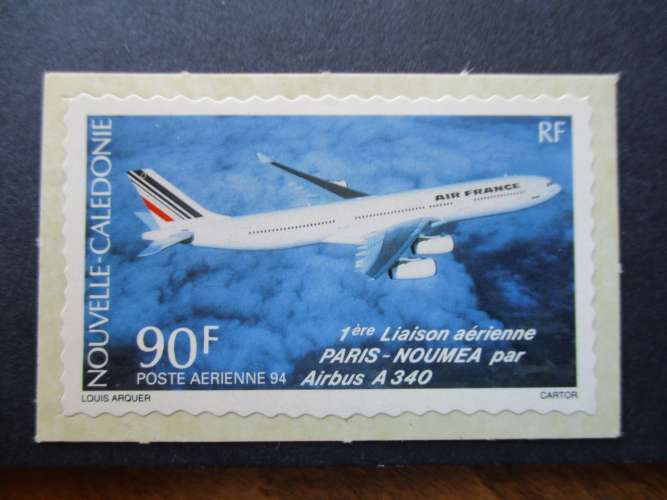 NOUVELLE-CALEDONIE
RF
AIR FRANCE
90F
POSTE AERIENNE 94
1ère Liaison aérienne
PARIS-NOUMEA par
Airbus A 340
LOUIS ARQUER
CARTOR